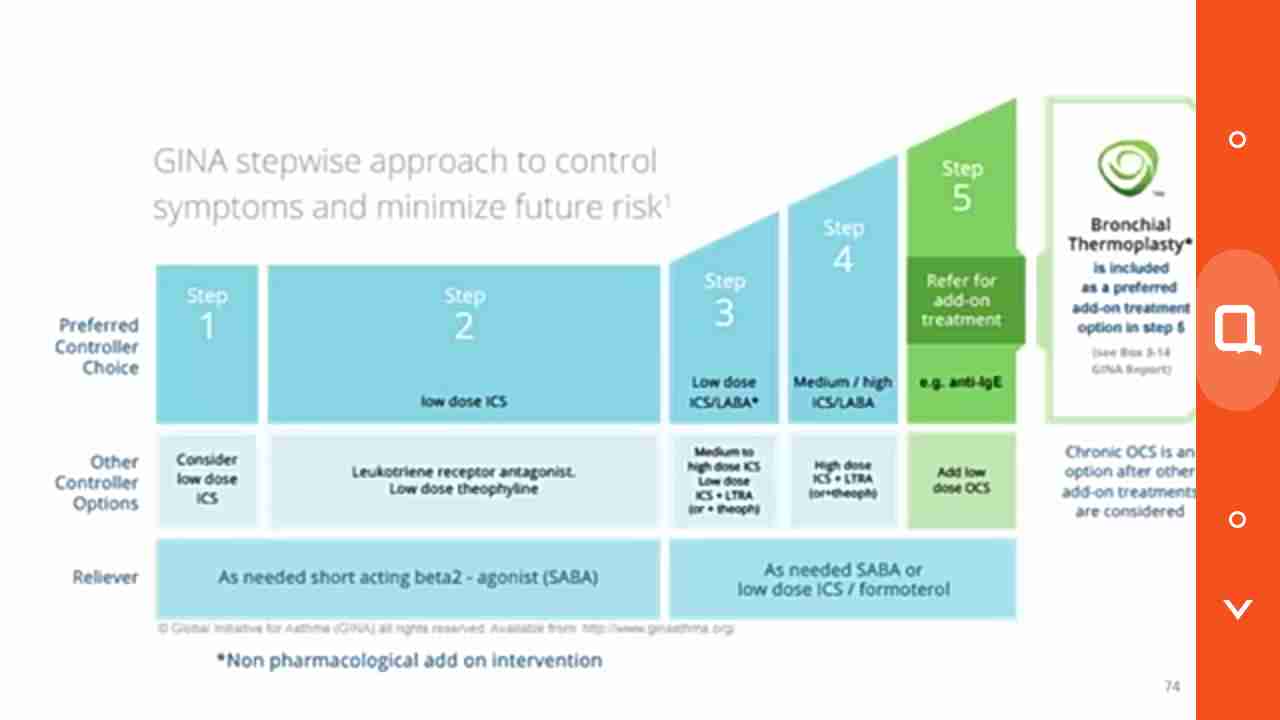 GINA stepwise approach to control
symptoms and minimize future risk¹
Preferred
Controller
Choice
Step
1
Step
2
low dose ICS
Step
3
Low dose
ICS/LABA*
Step
4
Medium / high
ICS/LABA
Step
5
Refer for
add-on
treatment
e.g. anti-IgE
Bronchial
Thermoplasty*
is included
as a preferred
add-on treatment
option in step 5
(see Box 3-14
GINA Report)
Other
Controller
Options
Consider
low dose
ICS
Leukotriene receptor antagonist.
Low dose theophyline
Medium to
high dose ICS
Low dose
ICS + LTRA
(or + theoph)
High dose
ICS + LTRA
(or+theoph)
Add low
dose OCS
Chronic OCS is an
option after other
add-on treatments
are considered
Reliever
As needed short acting beta2 - agonist (SABA)
As needed SABA or
low dose ICS / formoterol
© Global Initiative for Asthma (GINA) all rights reserved. Available from: http://www.ginasthma.org/
*Non pharmacological add on intervention
74